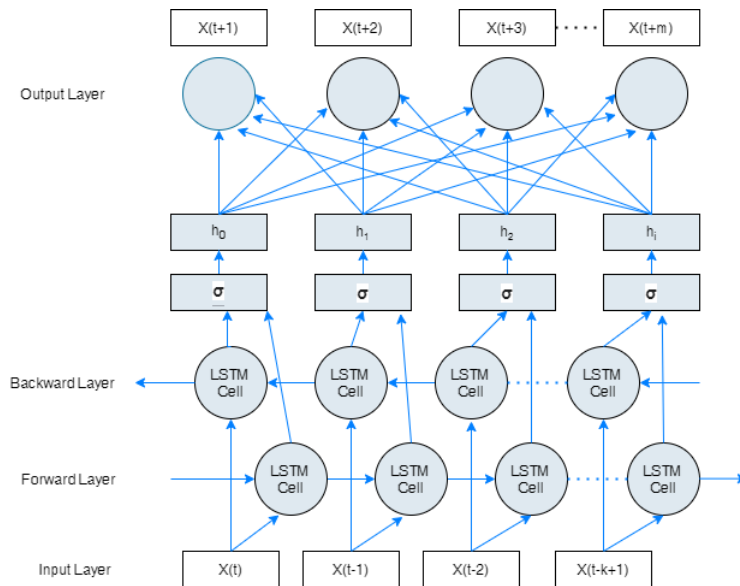 X(t+1) X(t+2) X(t+3) X(t+m)
Output Layer
h0 h1 h2 hi
σ σ σ σ
Backward Layer
LSTM Cell LSTM Cell LSTM Cell LSTM Cell
Forward Layer
LSTM Cell LSTM Cell LSTM Cell LSTM Cell
Input Layer
X(t) X(t-1) X(t-2) X(t-k+1)